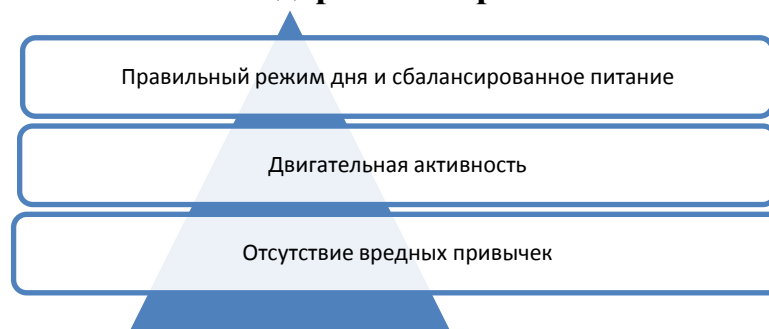 Правильный режим дня и сбалансированное питание
Двигательная активность
Отсутствие вредных привычек